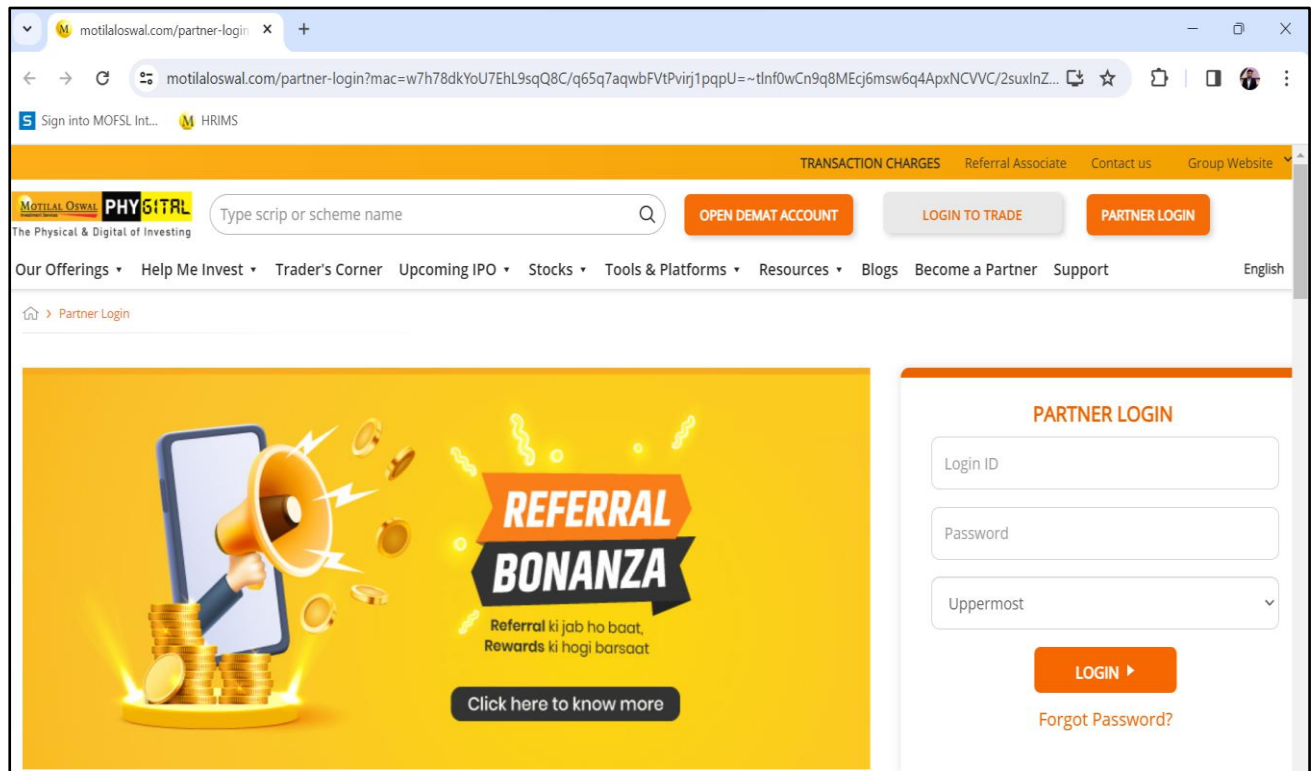 motilaloswal.com/partner-login
motilaloswal.com/partner-login?mac=w7h78dkYoU7EhL9sqQ8C/q65q7aqwbFVtPvirj1pqpU=~tlnf0wCn9q8MEcj6msw6q4ApxNCVVC/2suxlnZ...
Sign into MOFSL Int... HRIMS
TRANSACTION CHARGES Referral Associate Contact us Group Website
MOTILAL OSWAL PHYGITAL
The Physical & Digital of Investing
Type scrip or scheme name
OPEN DEMAT ACCOUNT LOGIN TO TRADE PARTNER LOGIN
Our Offerings Help Me Invest Trader's Corner Upcoming IPO Stocks Tools & Platforms Resources Blogs Become a Partner Support English
Partner Login
REFERRAL
BONANZA
Referral ki jab ho baat,
Rewards ki hogi barsaat
Click here to know more
PARTNER LOGIN
Login ID
Password
Uppermost
LOGIN
Forgot Password?